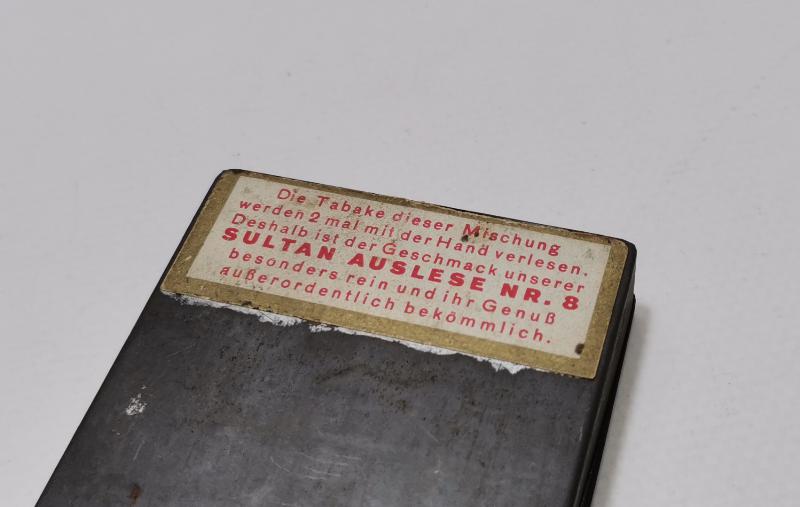 Die Tabake dieser Mischung
werden 2 mal mit der Hand verlesen.
Deshalb ist der Geschmack unserer
SULTAN AUSLESE NR. 8
besonders rein und ihr Genuß
außerordentlich bekömmlich.